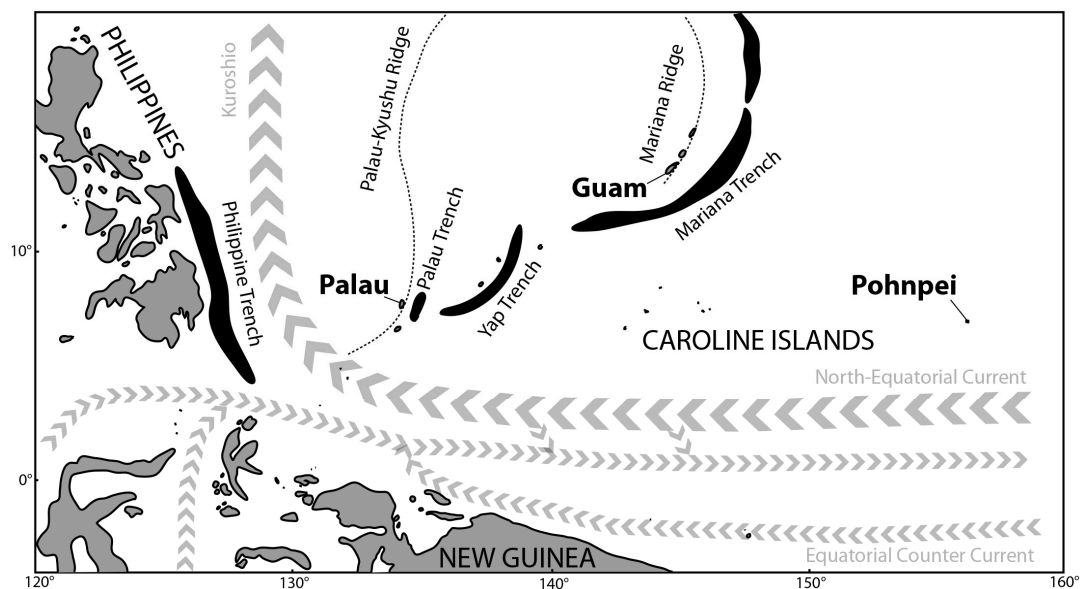 PHILIPPINES
Kuroshio
Palau-Kyushu Ridge
Mariana Ridge
Guam
Mariana Trench
Philippine Trench
Palau Trench
10°
Palau
Yap Trench
Pohnpei
CAROLINE ISLANDS
North-Equatorial Current
0°
NEW GUINEA
Equatorial Counter Current
120°
130°
140°
150°
160°